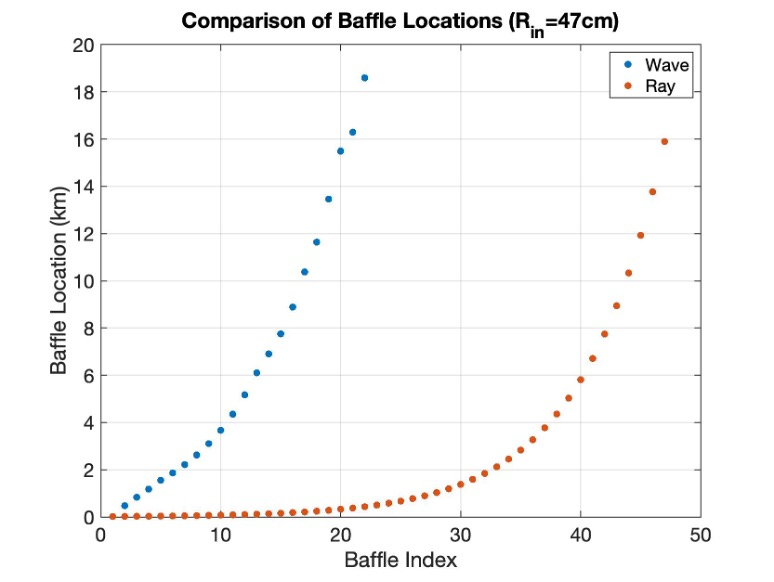 Comparison of Baffle Locations (R_in=47cm)
Wave
Ray
Baffle Location (km)
20
18
16
14
12
10
8
6
4
2
0
0 10 20 30 40 50
Baffle Index